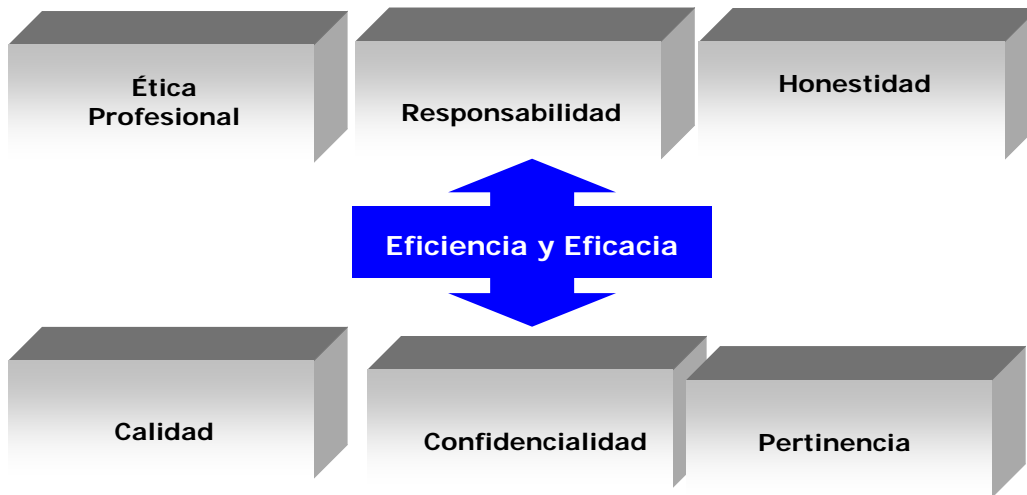 Ética
Profesional
Responsabilidad
Honestidad
Eficiencia y Eficacia
Calidad
Confidencialidad
Pertinencia